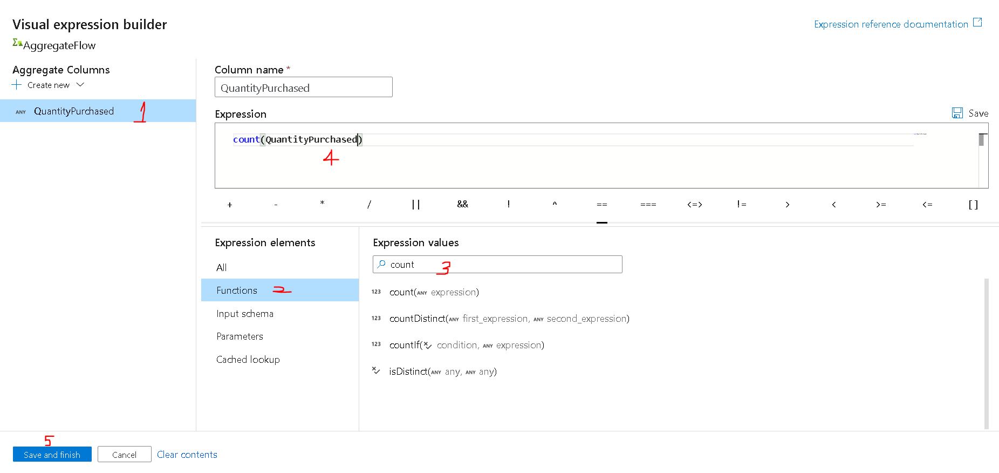 Visual expression builder
Expression reference documentation
AggregateFlow
Aggregate Columns
Create new
ANY QuantityPurchased 1
Column name *
QuantityPurchased
Expression
Save
count(QuantityPurchased)
4
+ - * / || && ! ^ == === <=> != > < >= <= []
Expression elements
All
Functions 2
Input schema
Parameters
Cached lookup
Expression values
count 3
123 count(ANY expression)
123 countDistinct(ANY first_expression, ANY second_expression)
123 countIf( condition, ANY expression)
isDistinct(ANY any, ANY any)
5
Save and finish
Cancel
Clear contents